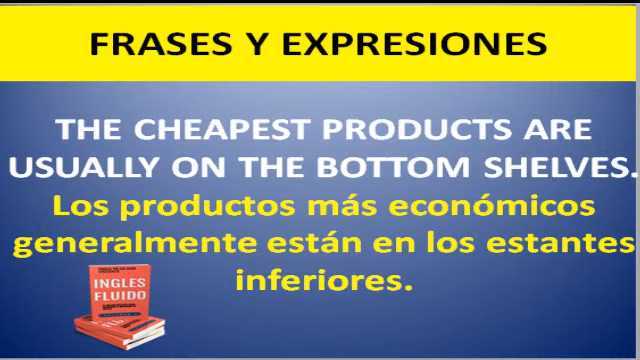 FRASES Y EXPRESIONES
THE CHEAPEST PRODUCTS ARE
USUALLY ON THE BOTTOM SHELVES.
Los productos más económicos
generalmente están en los estantes
inferiores.
INGLES
FLUIDO